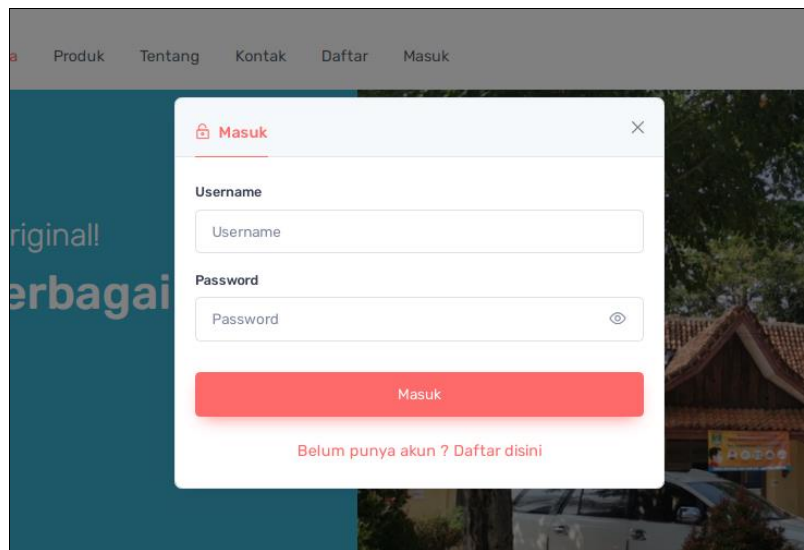 a Produk Tentang Kontak Daftar Masuk
Masuk
Username
Username
riginal!
Password
erbagai
Password
Masuk
Belum punya akun ? Daftar disini